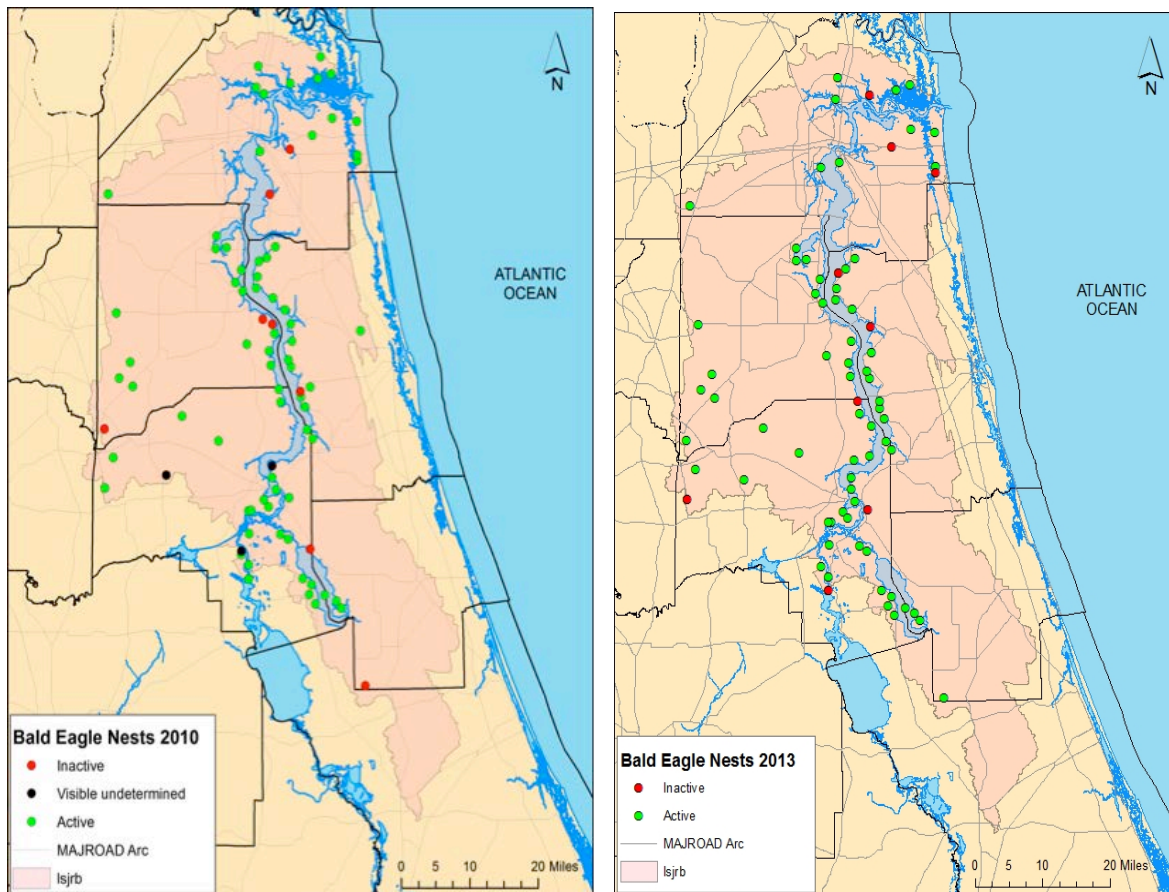 N
ATLANTIC
OCEAN
Bald Eagle Nests 2010
Inactive
Visible undetermined
Active
MAJROAD Arc
lsjrb
0 5 10 20 Miles
N
ATLANTIC
OCEAN
Bald Eagle Nests 2013
Inactive
Active
MAJROAD Arc
lsjrb
0 5 10 20 Miles